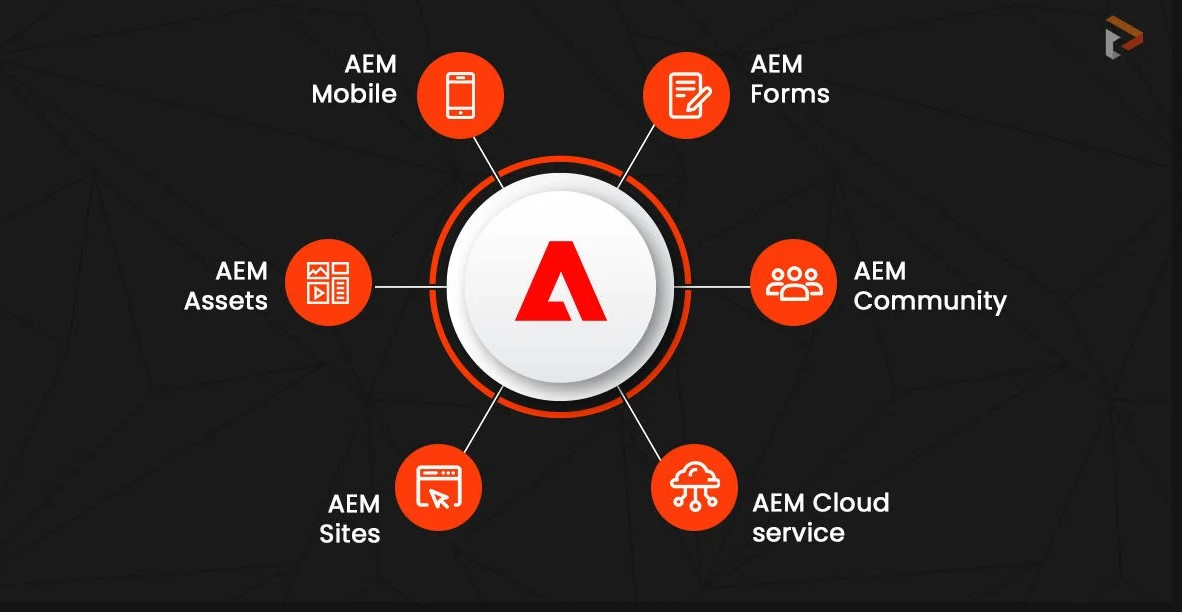 AEM
Mobile
AEM
Forms
AEM
Assets
AEM
Community
AEM
Sites
AEM Cloud
service